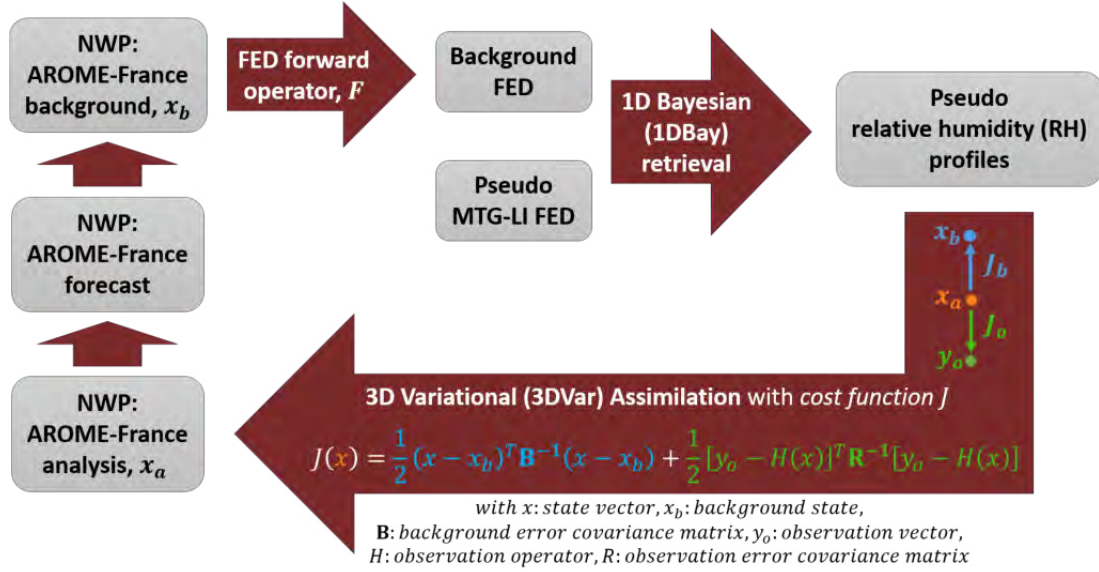 NWP:
AROME-France
background, x_b
FED forward
operator, F
Background
FED
Pseudo
MTG-LI FED
1D Bayesian
(1DBay)
retrieval
Pseudo
relative humidity (RH)
profiles
NWP:
AROME-France
forecast
NWP:
AROME-France
analysis, x_a
x_b
J_b
x_a
J_o
y_o
3D Variational (3DVar) Assimilation with cost function J
J(x) = 1/2 (x − x_b)^T B^−1 (x − x_b) + 1/2 [y_o − H(x)]^T R^−1 [y_o − H(x)]
with x: state vector, x_b: background state,
B: background error covariance matrix, y_o: observation vector,
H: observation operator, R: observation error covariance matrix